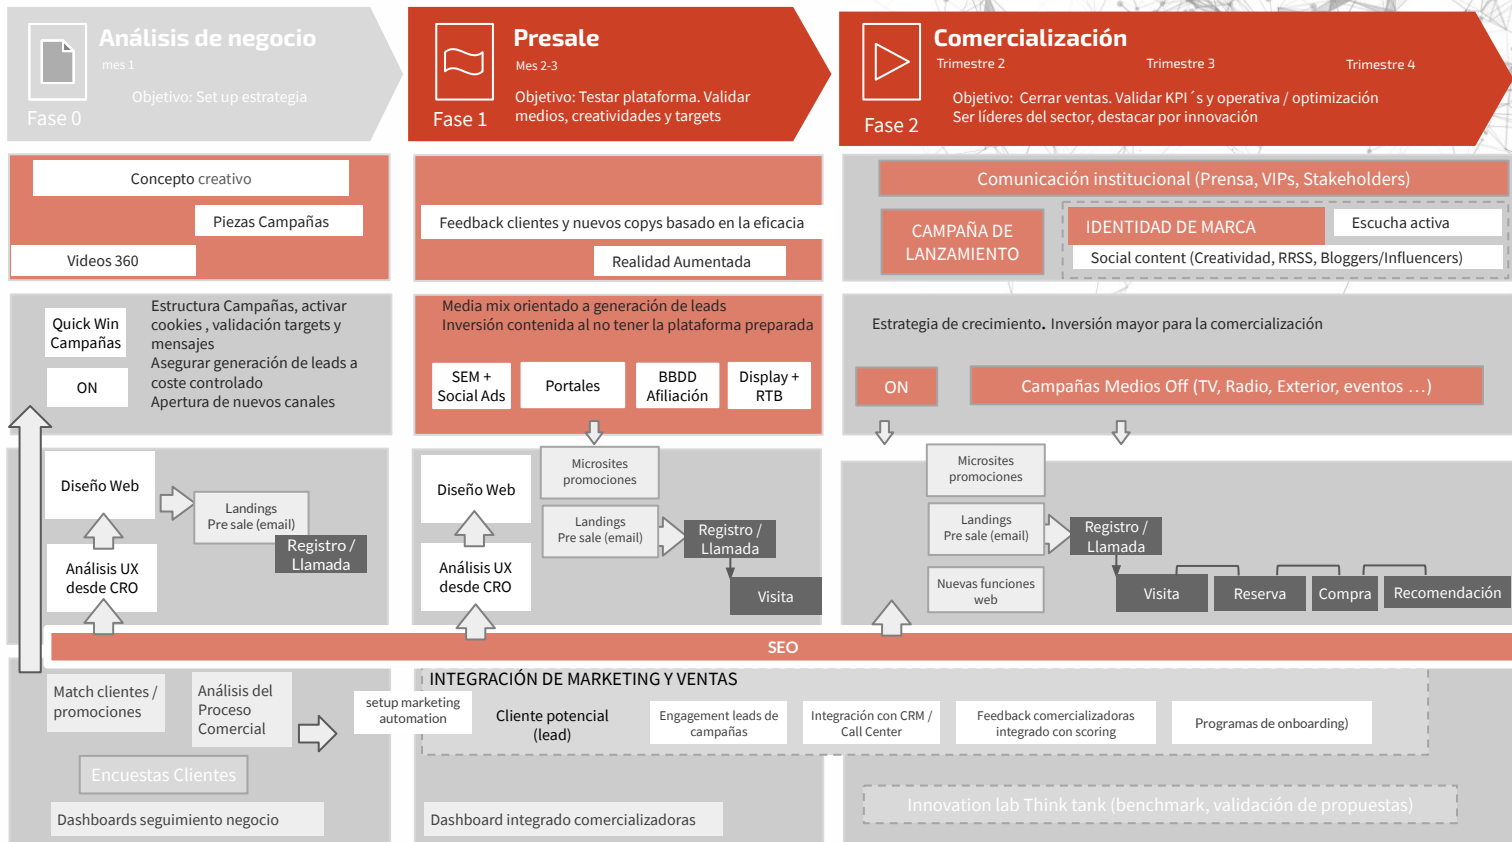 Análisis de negocio
mes 1
Objetivo: Set up estrategia
Fase 0
Presale
Mes 2-3
Objetivo: Testar plataforma. Validar
medios, creatividades y targets
Fase 1
Comercialización
Trimestre 2
Trimestre 3
Trimestre 4
Objetivo: Cerrar ventas. Validar KPI´s y operativa / optimización
Ser líderes del sector, destacar por innovación
Fase 2
Concepto creativo
Piezas Campañas
Videos 360
Feedback clientes y nuevos copys basado en la eficacia
Realidad Aumentada
Comunicación institucional (Prensa, VIPs, Stakeholders)
CAMPAÑA DE
LANZAMIENTO
IDENTIDAD DE MARCA
Escucha activa
Social content (Creatividad, RRSS, Bloggers/Influencers)
Quick Win
Campañas
ON
Estructura Campañas, activar
cookies , validación targets y
mensajes
Asegurar generación de leads a
coste controlado
Apertura de nuevos canales
Media mix orientado a generación de leads
Inversión contenida al no tener la plataforma preparada
SEM +
Social Ads
Portales
BBDD
Afiliación
Display +
RTB
Estrategia de crecimiento. Inversión mayor para la comercialización
ON
Campañas Medios Off (TV, Radio, Exterior, eventos ...)
Diseño Web
Landings
Pre sale (email)
Registro /
Llamada
Análisis UX
desde CRO
Diseño Web
Microsites
promociones
Landings
Pre sale (email)
Registro /
Llamada
Análisis UX
desde CRO
Visita
Microsites
promociones
Landings
Pre sale (email)
Registro /
Llamada
Nuevas funciones
web
Visita
Reserva
Compra
Recomendación
SEO
Match clientes /
promociones
Análisis del
Proceso
Comercial
setup marketing
automation
Encuestas Clientes
Dashboards seguimiento negocio
INTEGRACIÓN DE MARKETING Y VENTAS
Cliente potencial
(lead)
Engagement leads de
campañas
Integración con CRM /
Call Center
Feedback comercializadoras
integrado con scoring
Programas de onboarding)
Dashboard integrado comercializadoras
Innovation lab Think tank (benchmark, validación de propuestas)